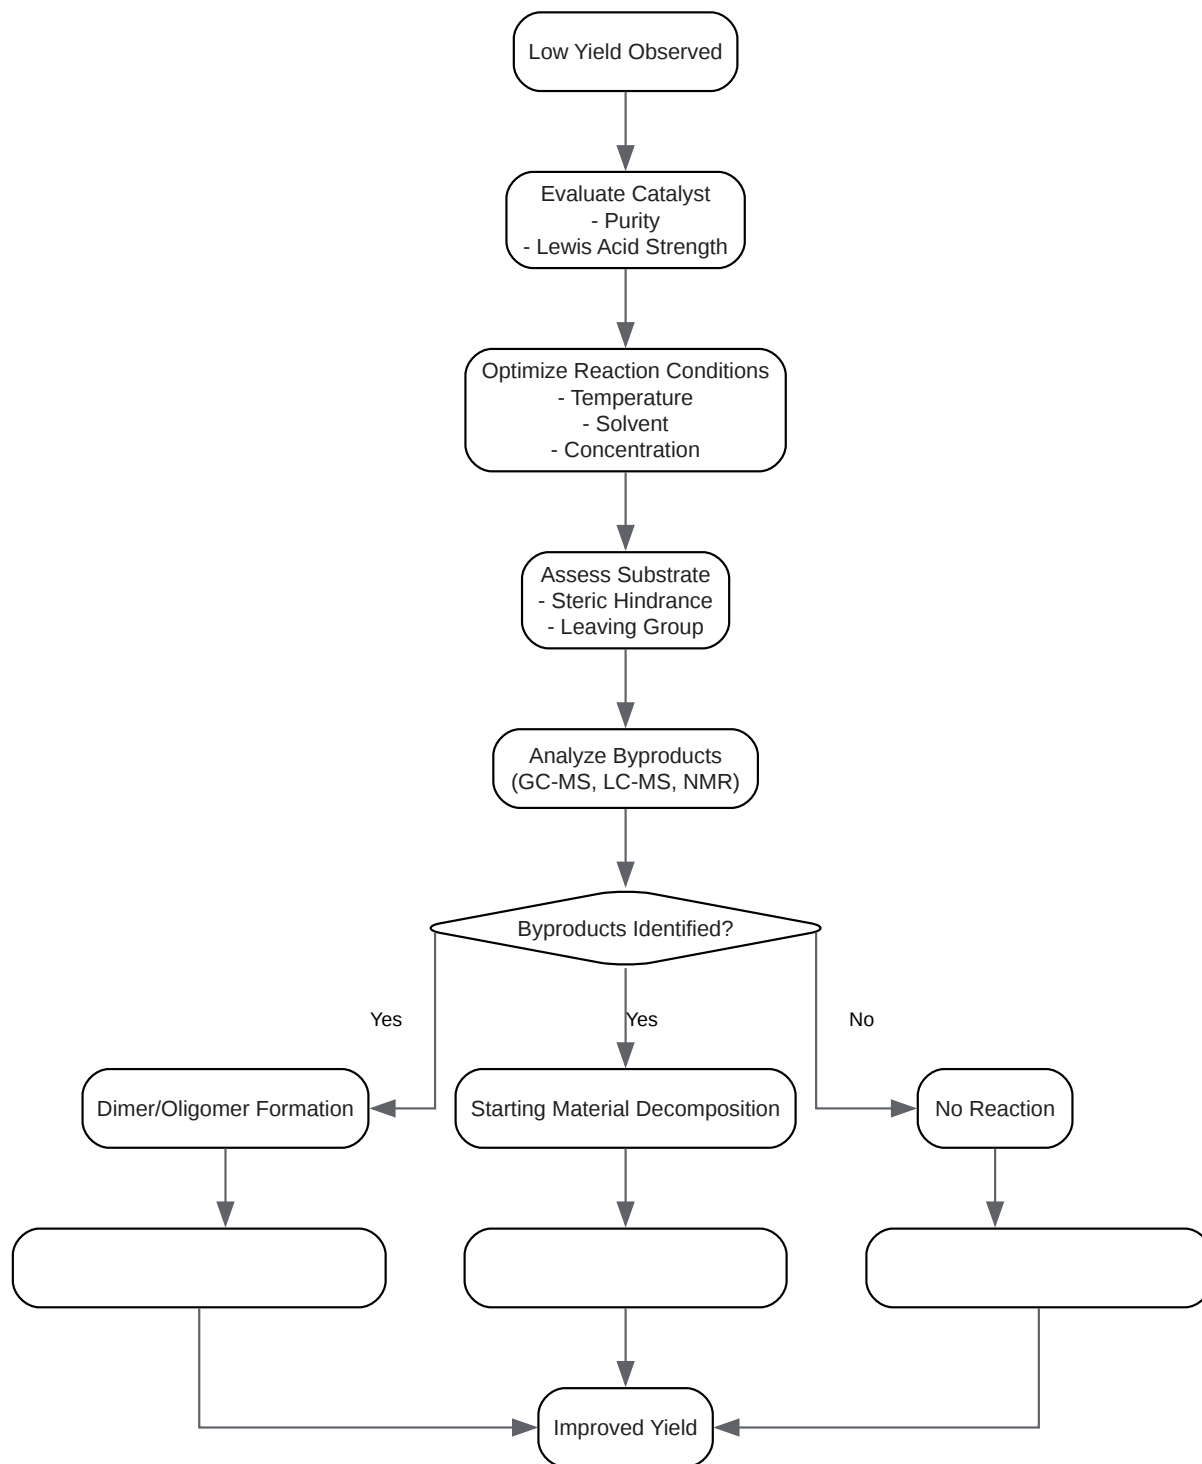 Low Yield Observed
Evaluate Catalyst
- Purity
- Lewis Acid Strength
Optimize Reaction Conditions
- Temperature
- Solvent
- Concentration
Assess Substrate
- Steric Hindrance
- Leaving Group
Analyze Byproducts
(GC-MS, LC-MS, NMR)
Byproducts Identified?
Yes
Yes
No
Dimer/Oligomer Formation
Starting Material Decomposition
No Reaction
Improved Yield